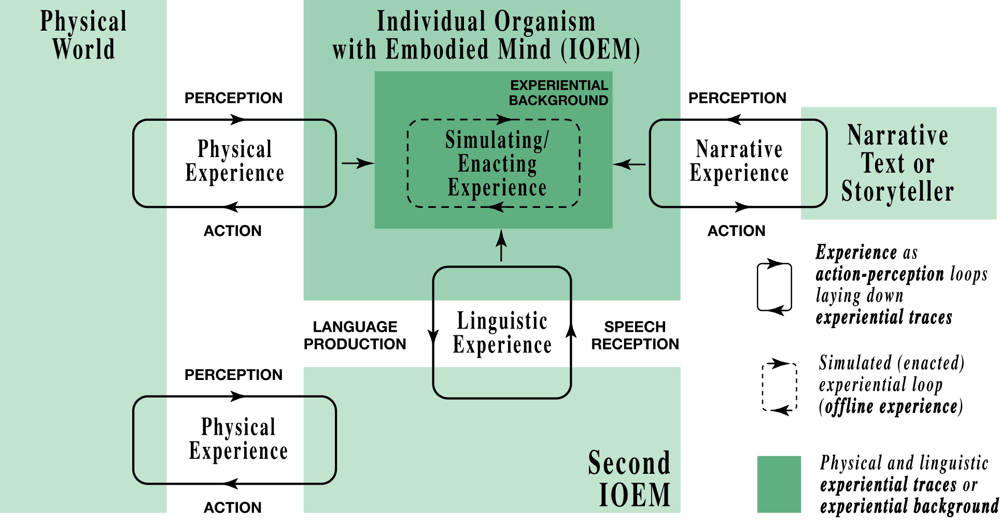 Physical
World
Individual Organism
with Embodied Mind (IOEM)
EXPERIENTIAL
BACKGROUND
PERCEPTION
Physical
Experience
ACTION
Simulating/
Enacting
Experience
PERCEPTION
Narrative
Experience
ACTION
Narrative
Text or
Storyteller
LANGUAGE
PRODUCTION
Linguistic
Experience
SPEECH
RECEPTION
PERCEPTION
Physical
Experience
ACTION
Second
IOEM
Experience as
action-perception loops
laying down
experiential traces
Simulated (enacted)
experiential loop
(offline experience)
Physical and linguistic
experiential traces or
experiential background